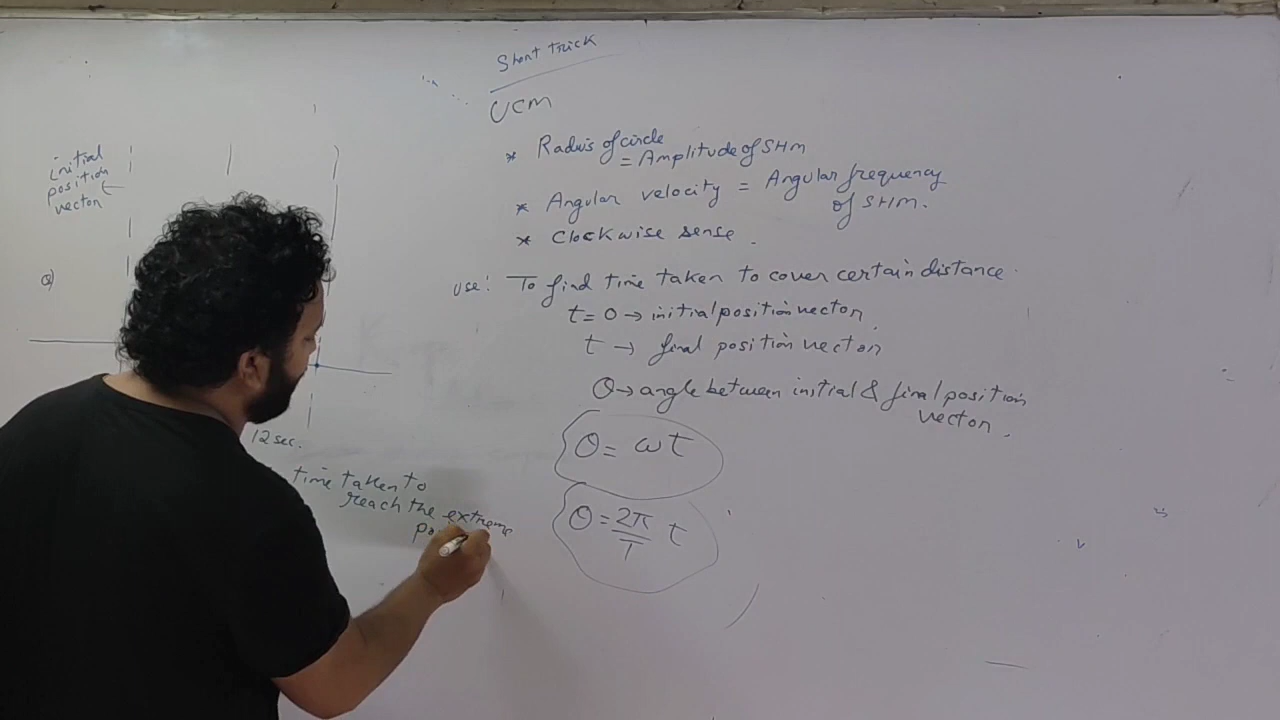 Short trick
UCM
* Radius of circle
= Amplitude of SHM
* Angular velocity = Angular frequency
of SHM.
* Clockwise sense.
use: To find time taken to cover certain distance.
t=0 → initial position vector
t → final position vector
θ → angle between initial & final position
vector.
θ = ωt
θ = 2π/T t
initial
position
vector ←
Q)
12 sec.
time taken to
reach the extreme